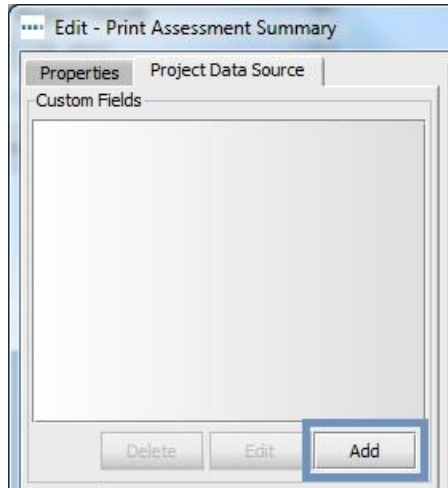 Edit - Print Assessment Summary
Properties Project Data Source
Custom Fields
Delete Edit Add